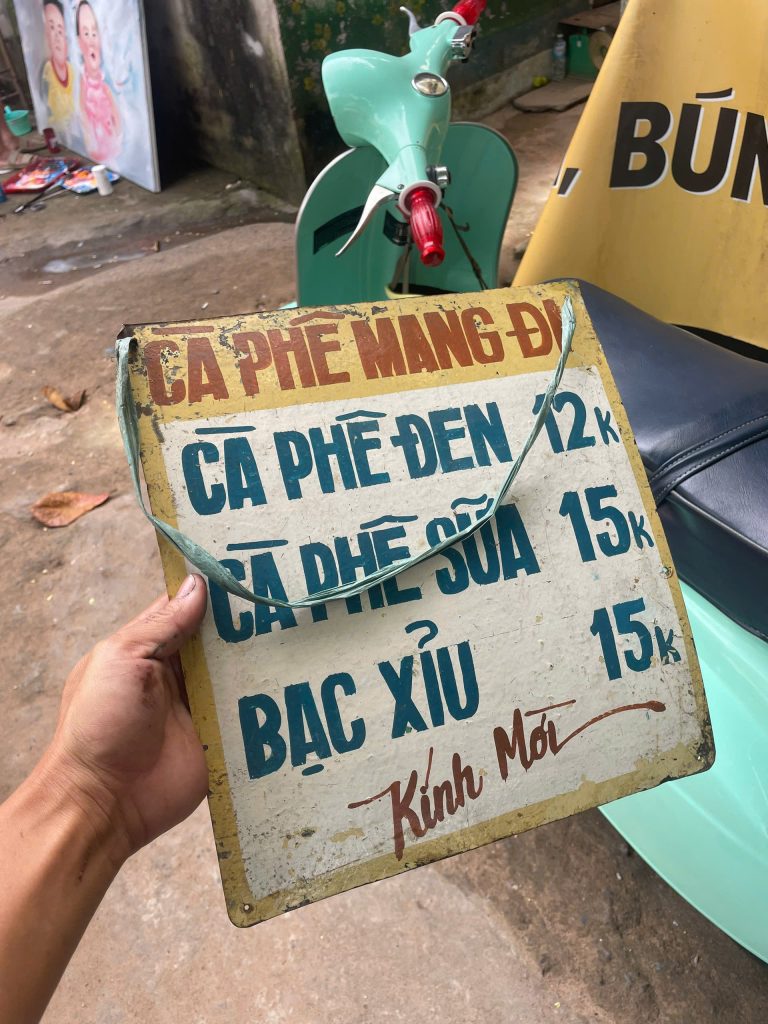 CÀ PHÊ MANG ĐI
CÀ PHÊ ĐEN 12K
CÀ PHÊ SỮA 15K
BẠC XỈU 15K
Kính Mời
, BÚN